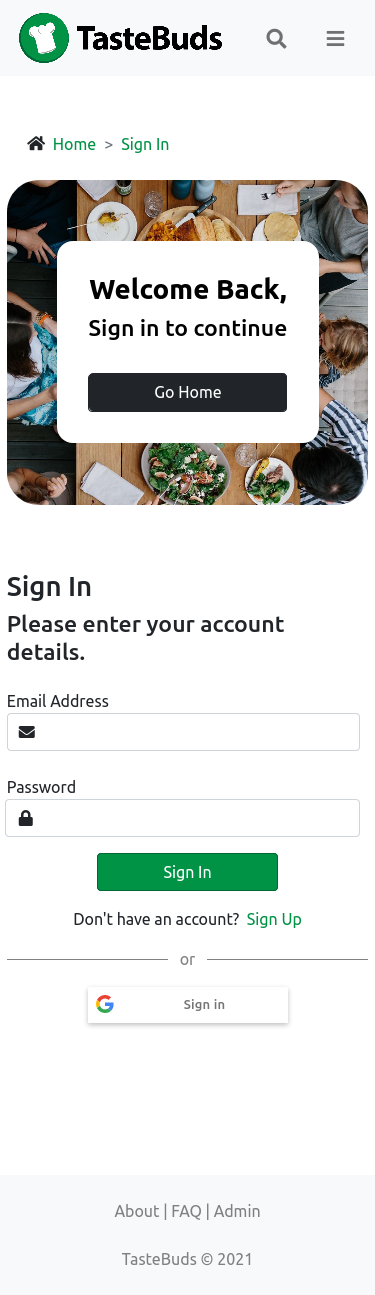 TasteBuds
Home > Sign In
Welcome Back,
Sign in to continue
Go Home
Sign In
Please enter your account
details.
Email Address
Password
Sign In
Don't have an account? Sign Up
or
Sign in
About | FAQ | Admin
TasteBuds © 2021